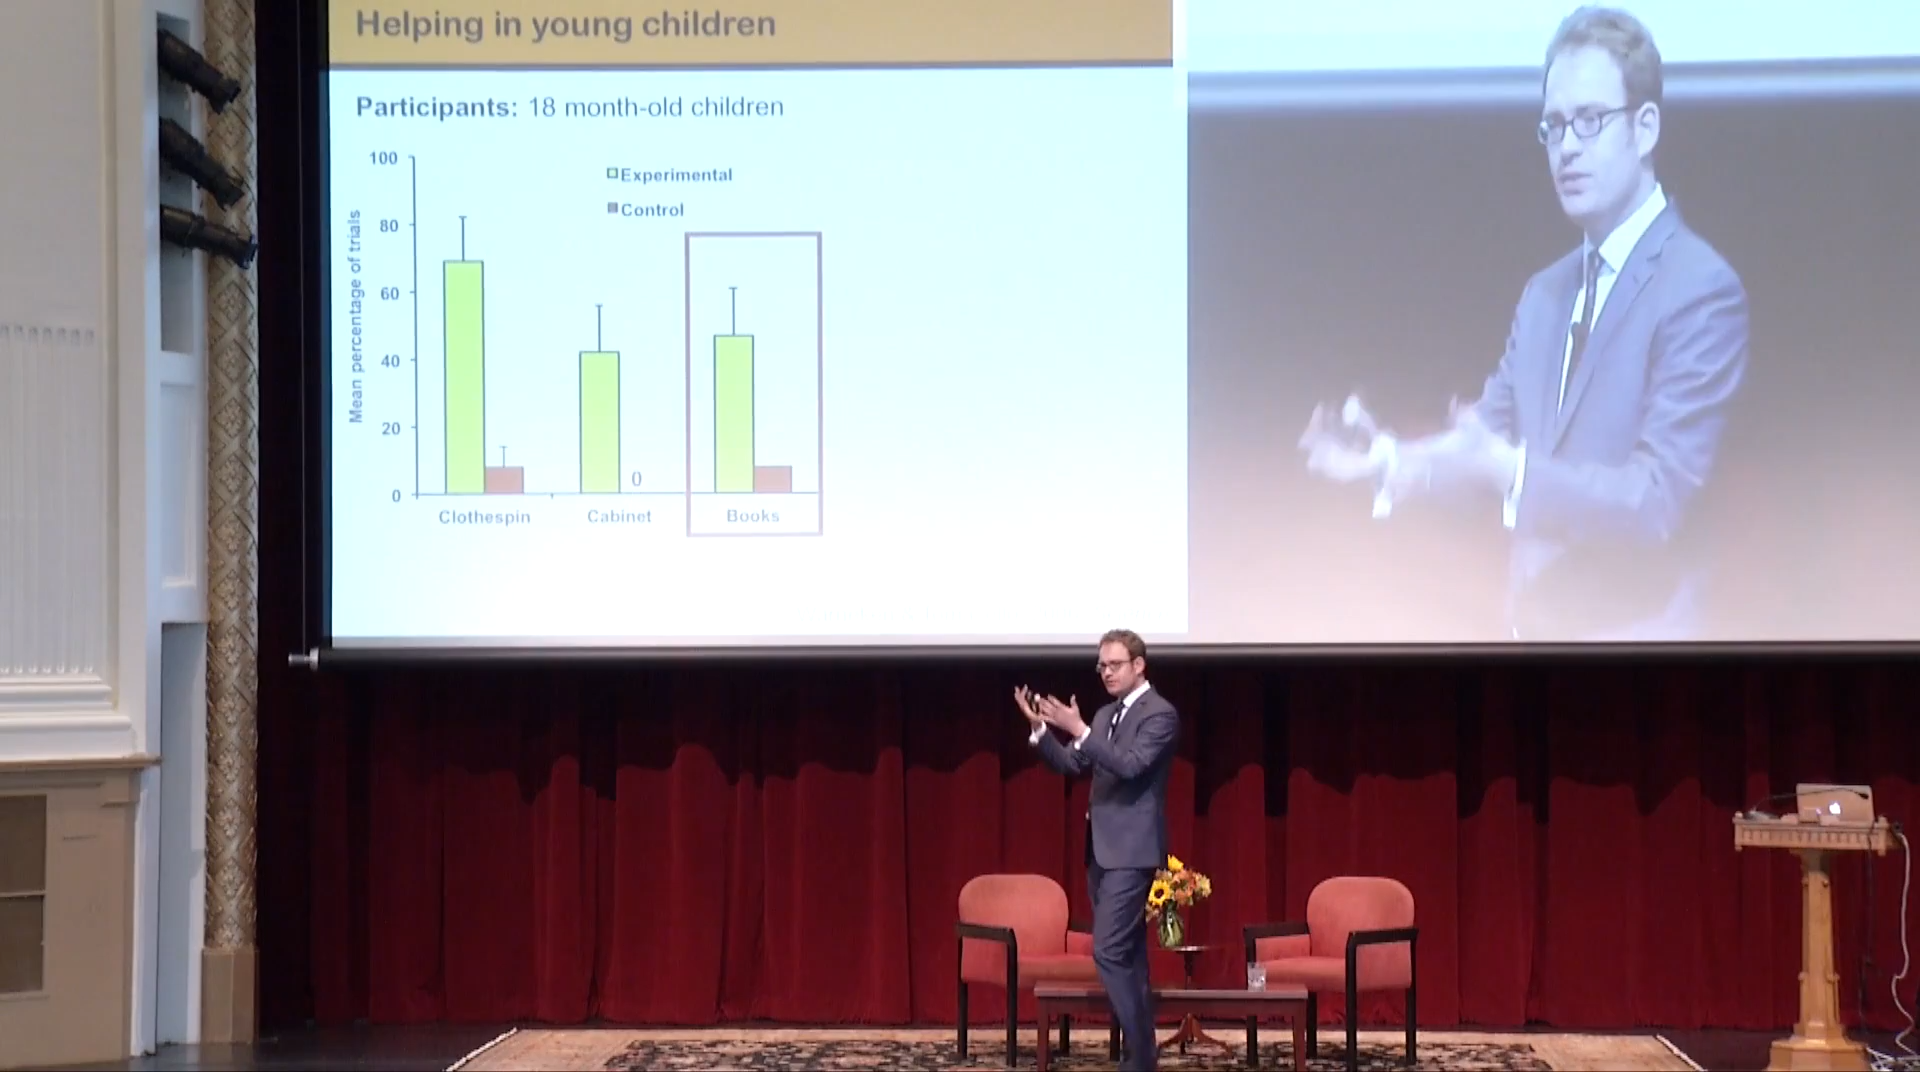 Helping in young children
Participants: 18 month-old children
Mean percentage of trials
100
80
60
40
20
0
Experimental
Control
0
Clothespin
Cabinet
Books